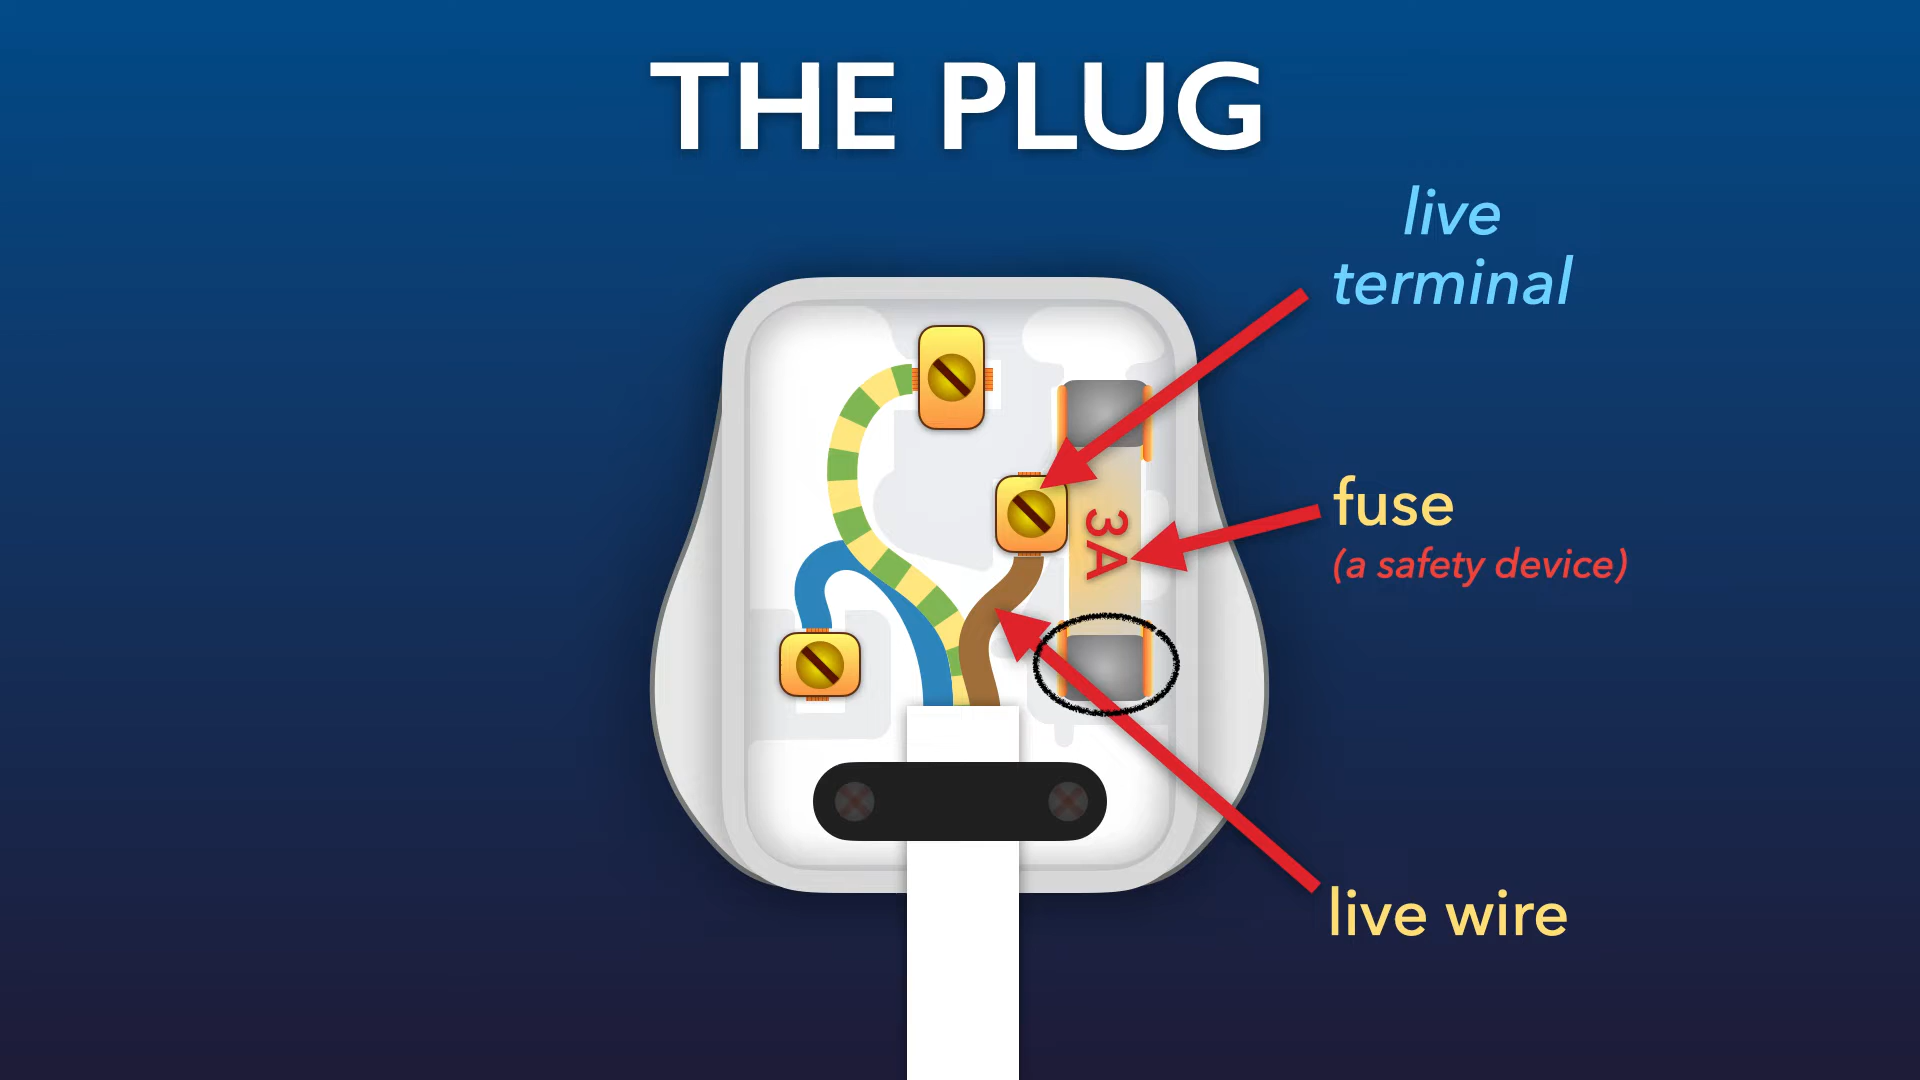 THE PLUG
live
terminal
fuse
(a safety device)
3A
live wire